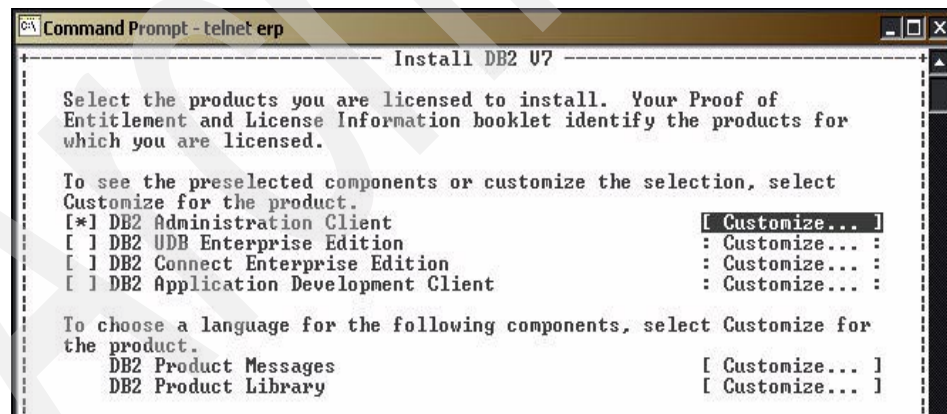 Command Prompt - telnet erp
Install DB2 V7
Select the products you are licensed to install. Your Proof of
Entitlement and License Information booklet identify the products for
which you are licensed.
To see the preselected components or customize the selection, select
Customize for the product.
[*] DB2 Administration Client [ Customize... ]
[ ] DB2 UDB Enterprise Edition : Customize... :
[ ] DB2 Connect Enterprise Edition : Customize... :
[ ] DB2 Application Development Client : Customize... :
To choose a language for the following components, select Customize for
the product.
DB2 Product Messages [ Customize... ]
DB2 Product Library [ Customize... ]